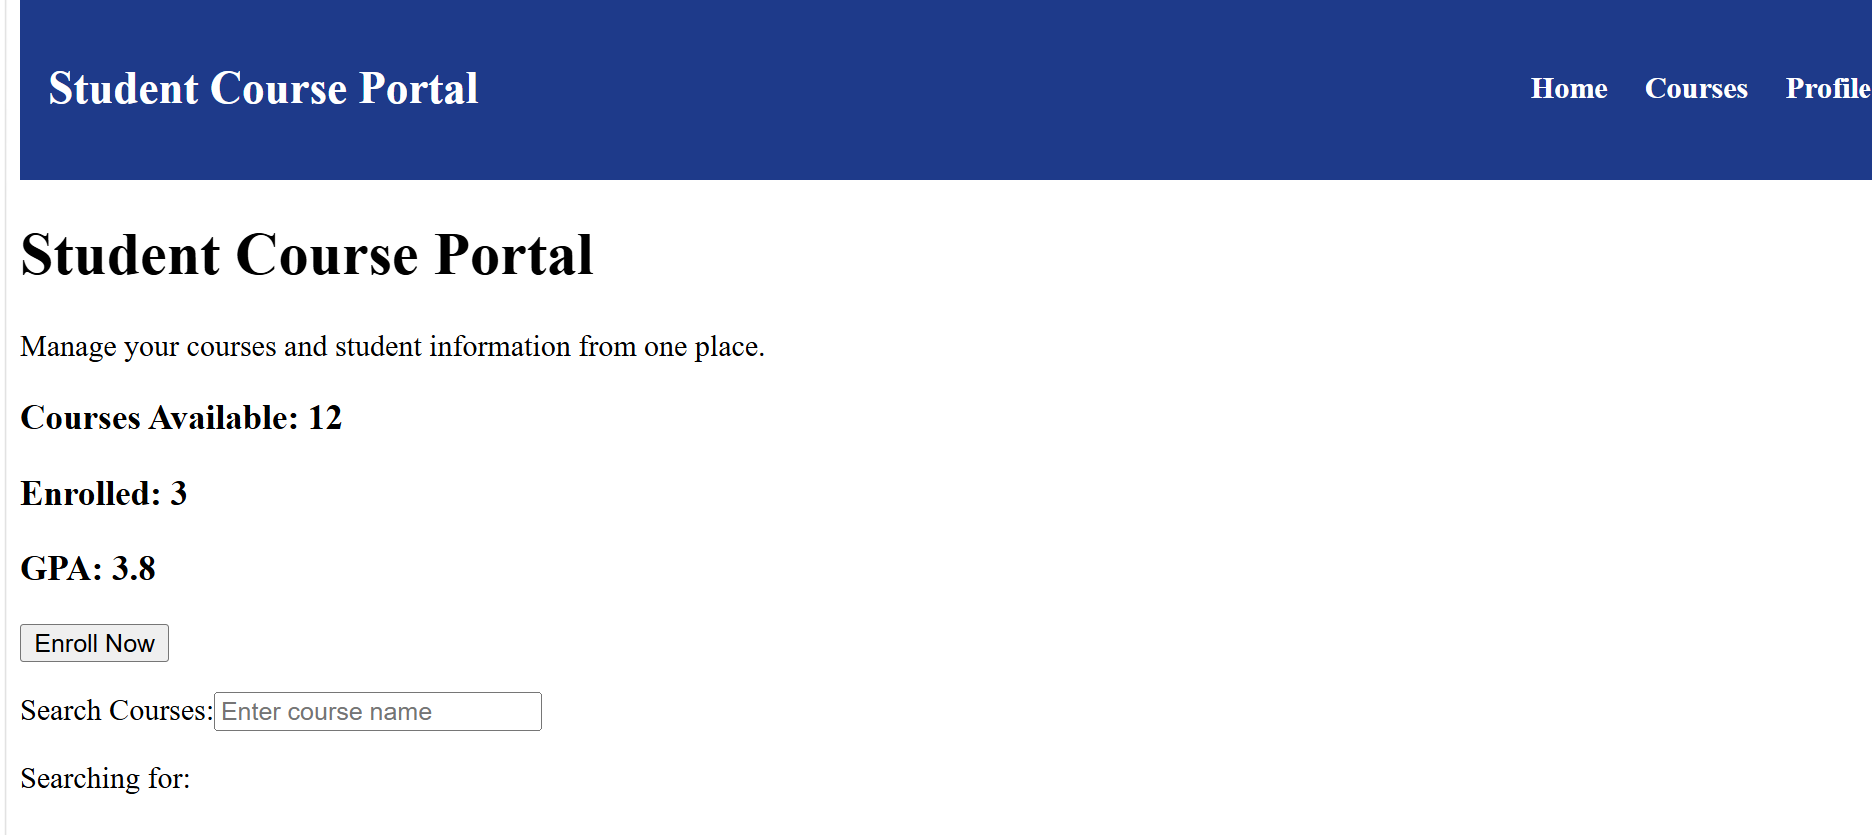 Student Course Portal
Home Courses Profile
Student Course Portal
Manage your courses and student information from one place.
Courses Available: 12
Enrolled: 3
GPA: 3.8
Enroll Now
Search Courses: Enter course name
Searching for: